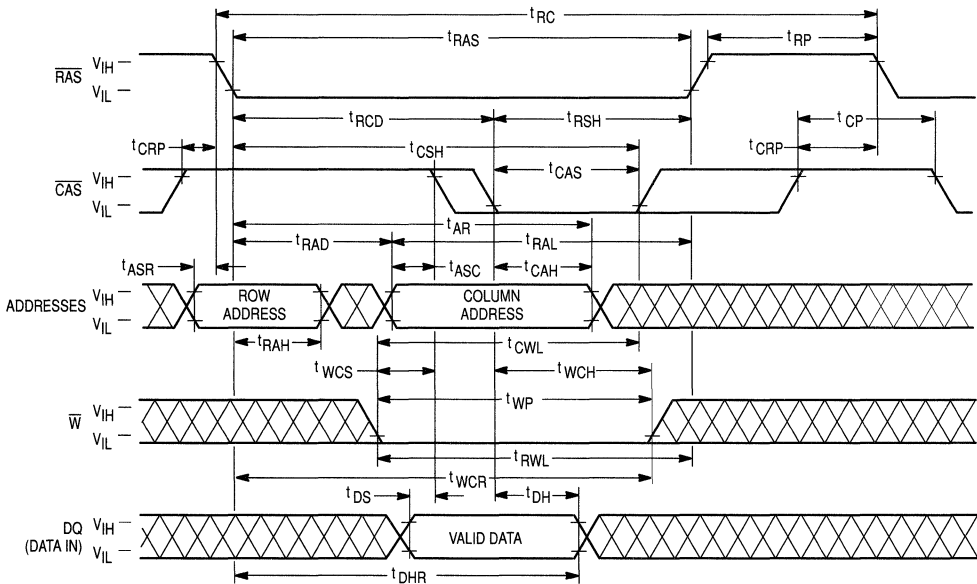 tRC
tRAS
tRP
RAS
VIH
VIL
tRCD
tRSH
tCP
tCRP
tCSH
tCRP
tCAS
CAS
VIH
VIL
tAR
tRAD
tRAL
tASR
tASC
tCAH
ADDRESSES
VIH
VIL
ROW
ADDRESS
COLUMN
ADDRESS
tRAH
tCWL
tWCS
tWCH
tWP
W
VIH
VIL
tRWL
tWCR
tDS
tDH
DQ
(DATA IN)
VIH
VIL
VALID DATA
tDHR